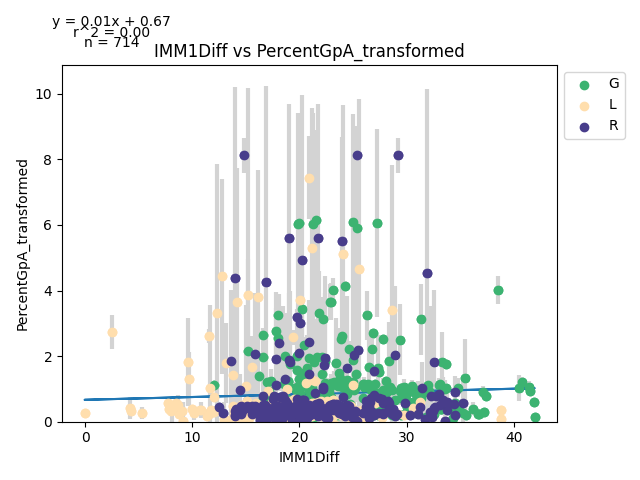 y = 0.01x + 0.67
r^2 = 0.00
n = 714
IMM1Diff vs PercentGpA_transformed
G
L
R
10
8
6
4
2
0
PercentGpA_transformed
0 10 20 30 40
IMM1Diff